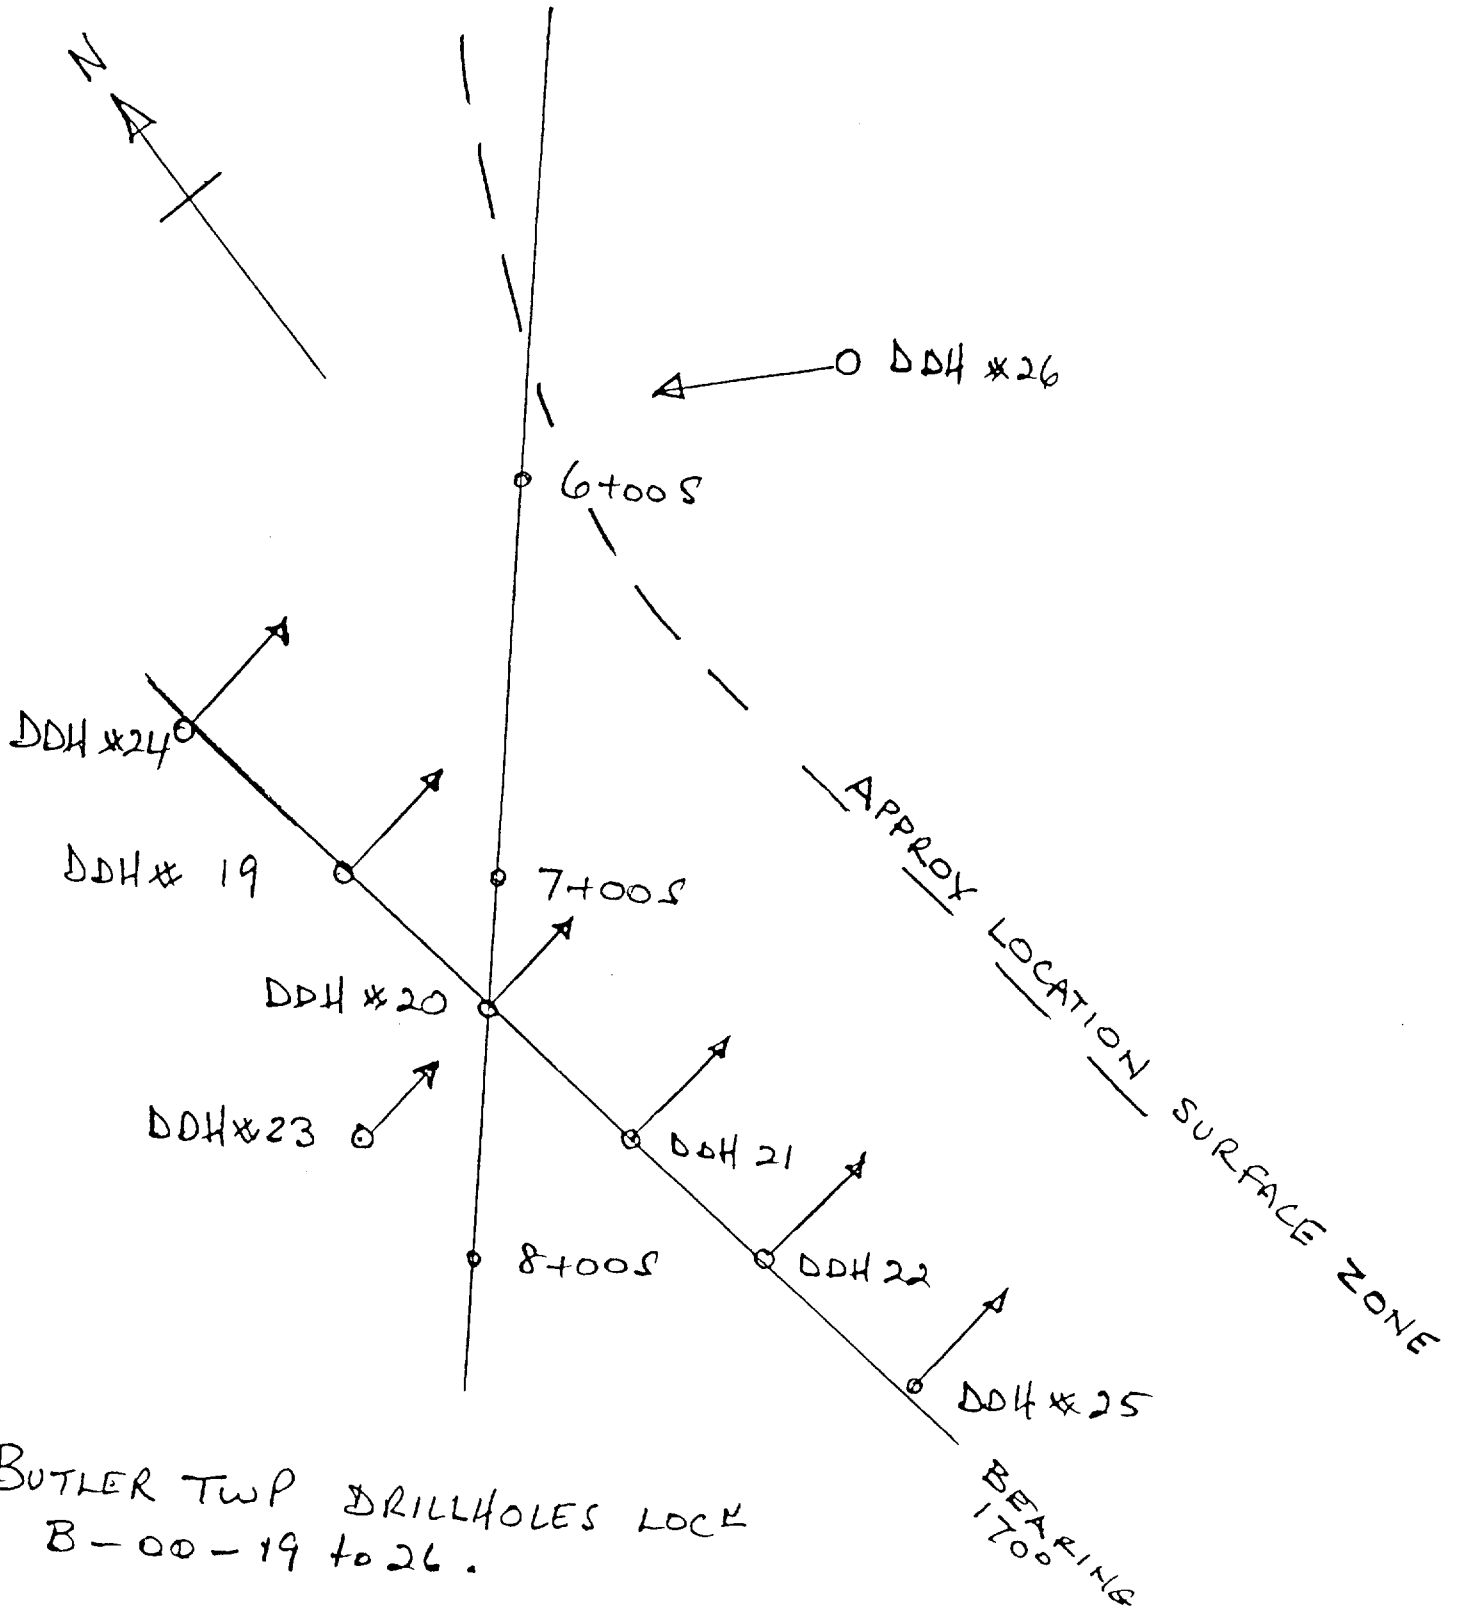 N
DDH #26
6+00S
DDH #24
DDH # 19
7+00S
APPROX LOCATION SURFACE ZONE
DDH #20
DDH #23
DDH 21
8+00S
DDH 22
DDH #25
BEARING
170°
BUTLER TWP DRILLHOLES LOCK
B-00-19 to 26.